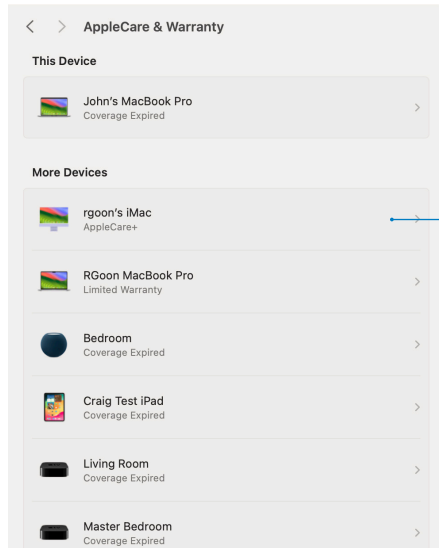 AppleCare & Warranty
This Device
John's MacBook Pro
Coverage Expired
More Devices
rgoon's iMac
AppleCare+
RGoon MacBook Pro
Limited Warranty
Bedroom
Coverage Expired
Craig Test iPad
Coverage Expired
Living Room
Coverage Expired
Master Bedroom
Coverage Expired